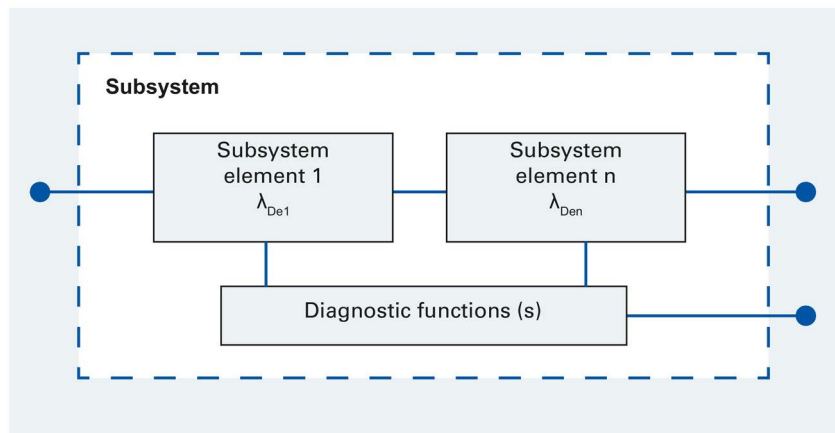 Subsystem
Subsystem
element 1
λDe1
Subsystem
element n
λDen
Diagnostic functions (s)